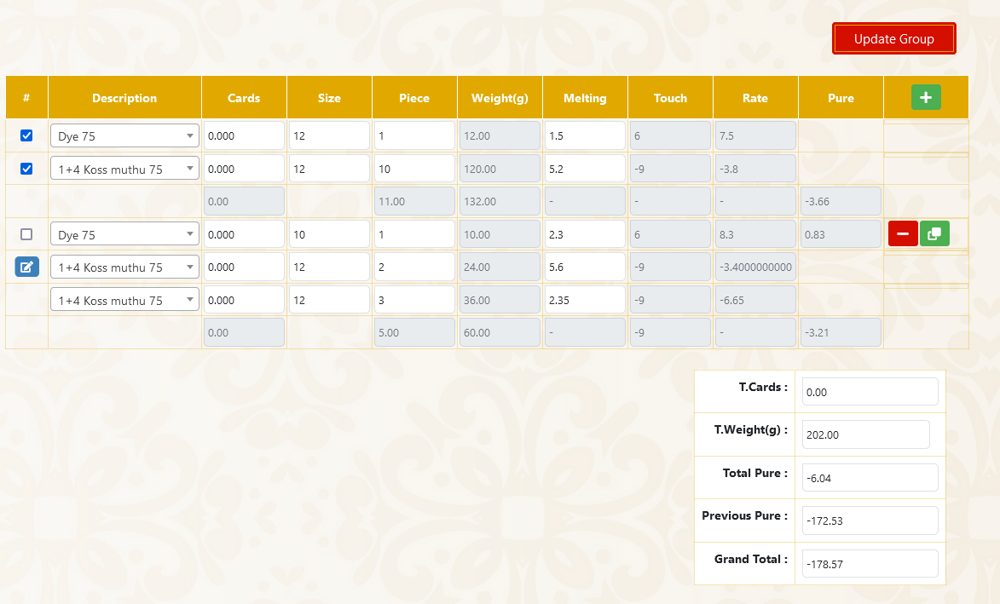 Update Group
# Description Cards Size Piece Weight(g) Melting Touch Rate Pure +
Dye 75 0.000 12 1 12.00 1.5 6 7.5
1+4 Koss muthu 75 0.000 12 10 120.00 5.2 -9 -3.8
0.00 11.00 132.00 - - - -3.66
Dye 75 0.000 10 1 10.00 2.3 6 8.3 0.83
1+4 Koss muthu 75 0.000 12 2 24.00 5.6 -9 -3.4000000000
1+4 Koss muthu 75 0.000 12 3 36.00 2.35 -9 -6.65
0.00 5.00 60.00 - -9 - -3.21
T.Cards : 0.00
T.Weight(g) : 202.00
Total Pure : -6.04
Previous Pure : -172.53
Grand Total : -178.57